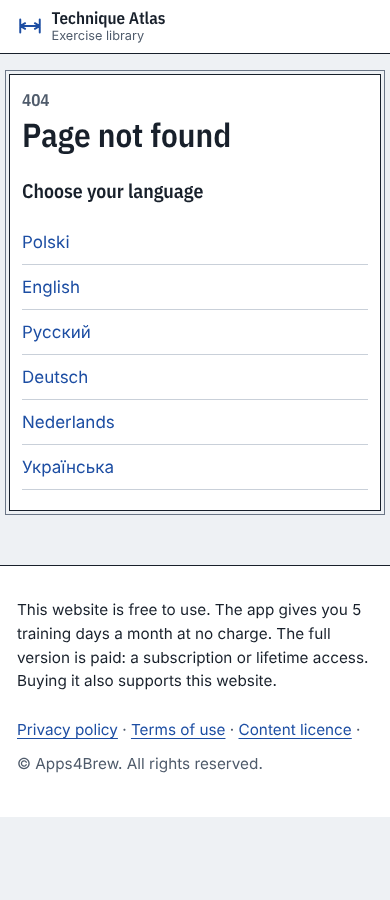 Technique Atlas
Exercise library
404
Page not found
Choose your language
Polski
English
Русский
Deutsch
Nederlands
Українська
This website is free to use. The app gives you 5
training days a month at no charge. The full
version is paid: a subscription or lifetime access.
Buying it also supports this website.
Privacy policy · Terms of use · Content licence ·
© Apps4Brew. All rights reserved.